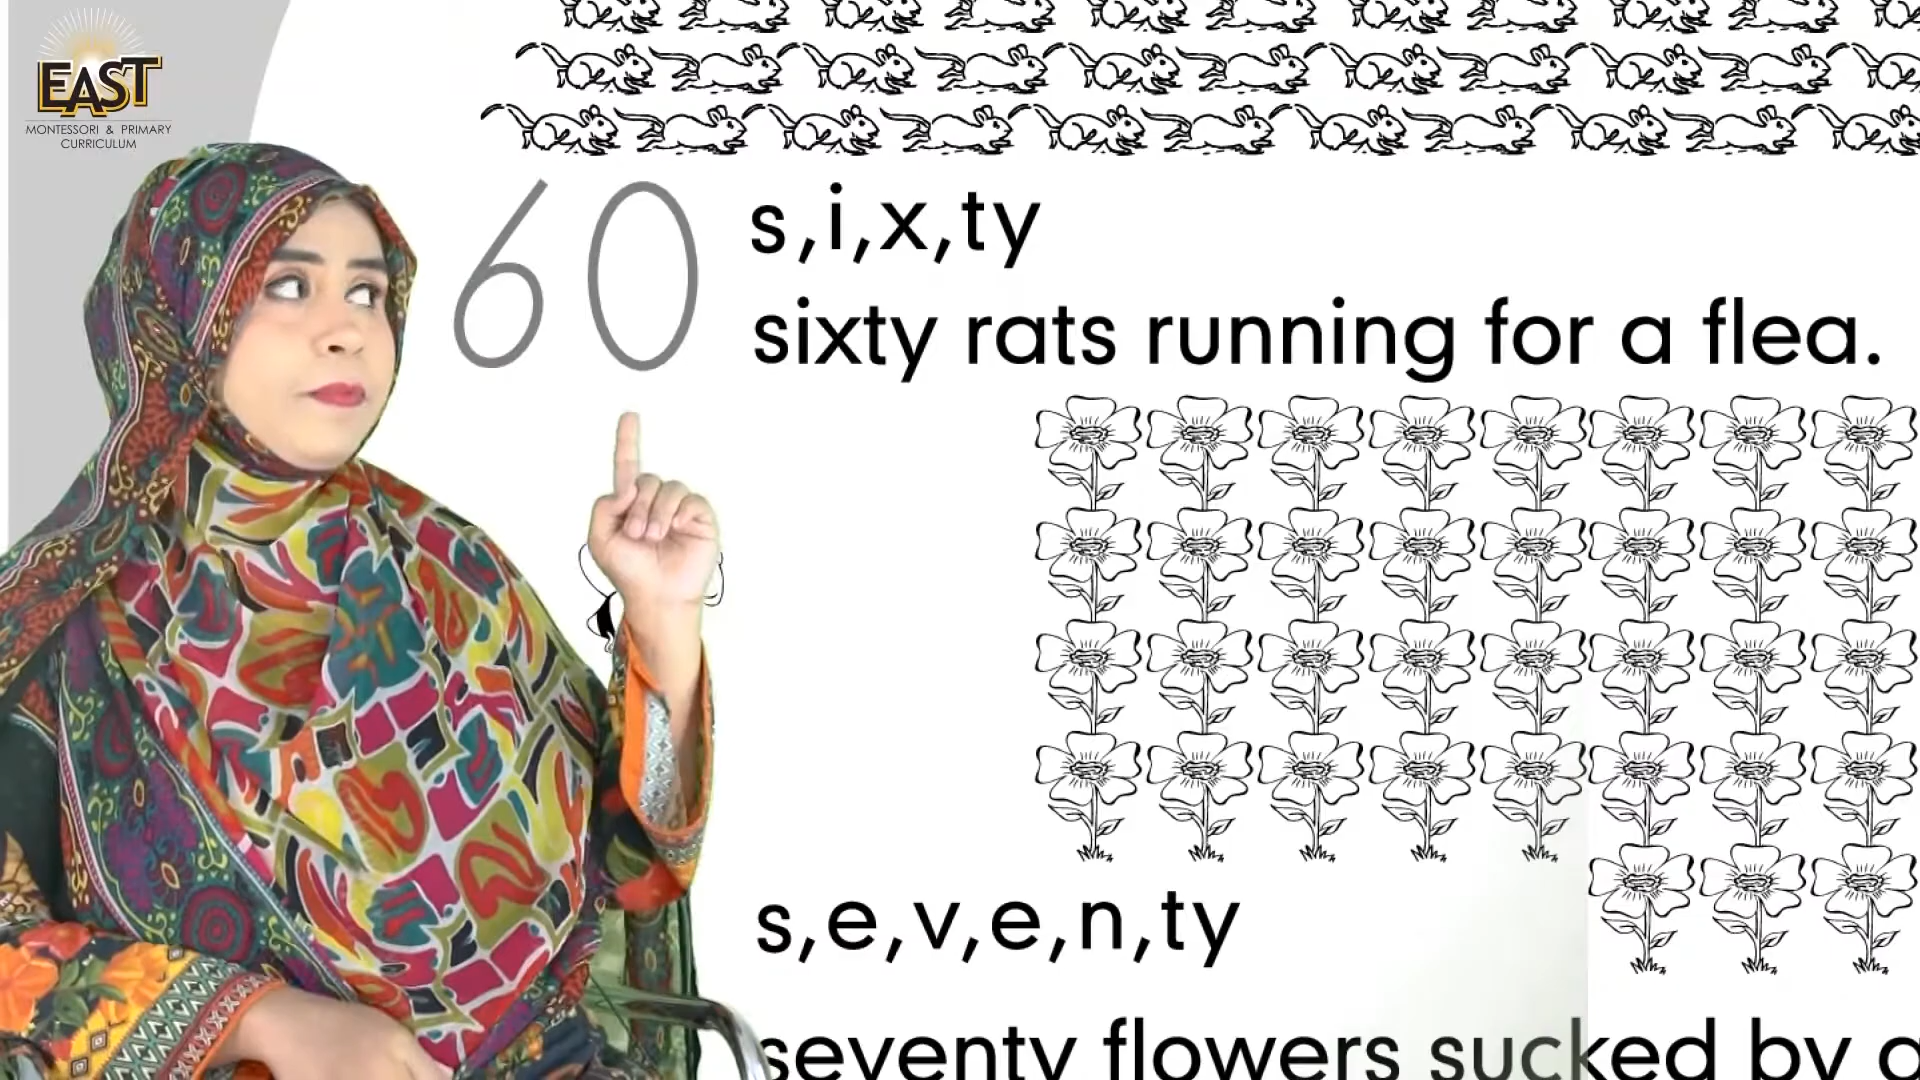 EAST
MONTESSORI & PRIMARY
CURRICULUM
60 s,i,x,ty
sixty rats running for a flea.
s,e,v,e,n,ty
seventy flowers sucked by